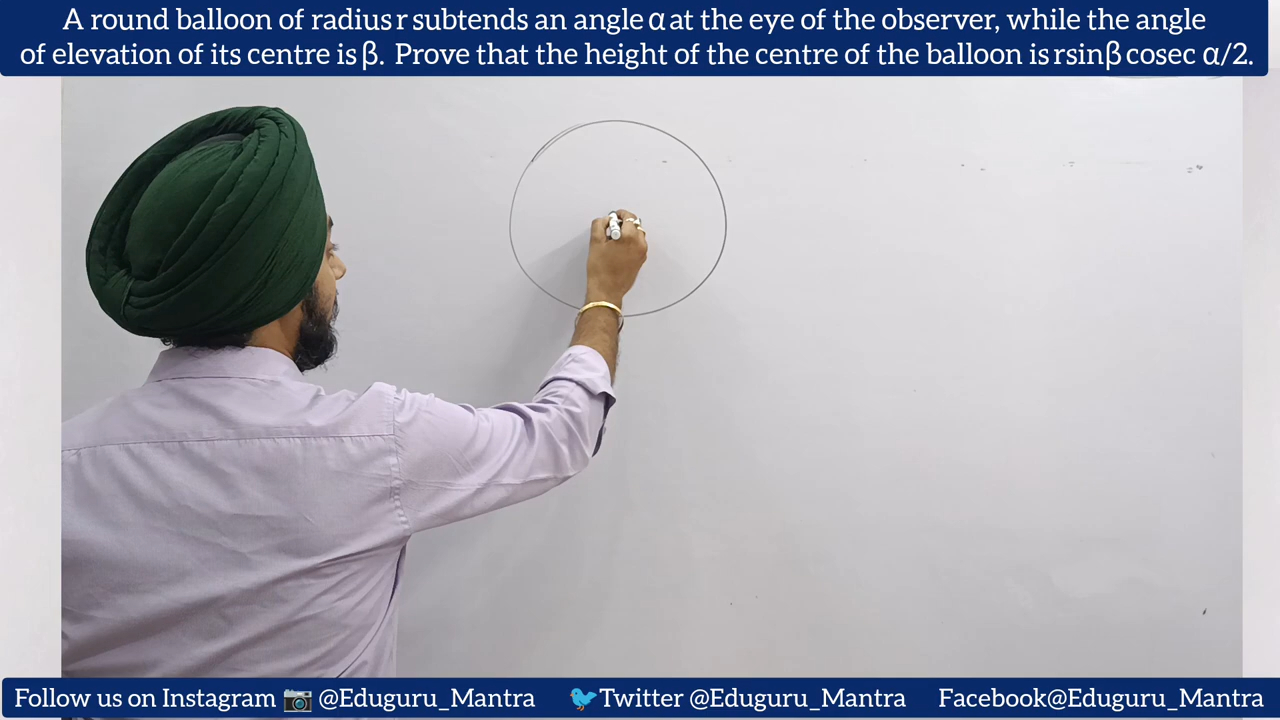 A round balloon of radius r subtends an angle α at the eye of the observer, while the angle
of elevation of its centre is β. Prove that the height of the centre of the balloon is rsinβ cosec α/2.
Follow us on Instagram 📷 @Eduguru_Mantra 🐦Twitter @Eduguru_Mantra Facebook@Eduguru_Mantra